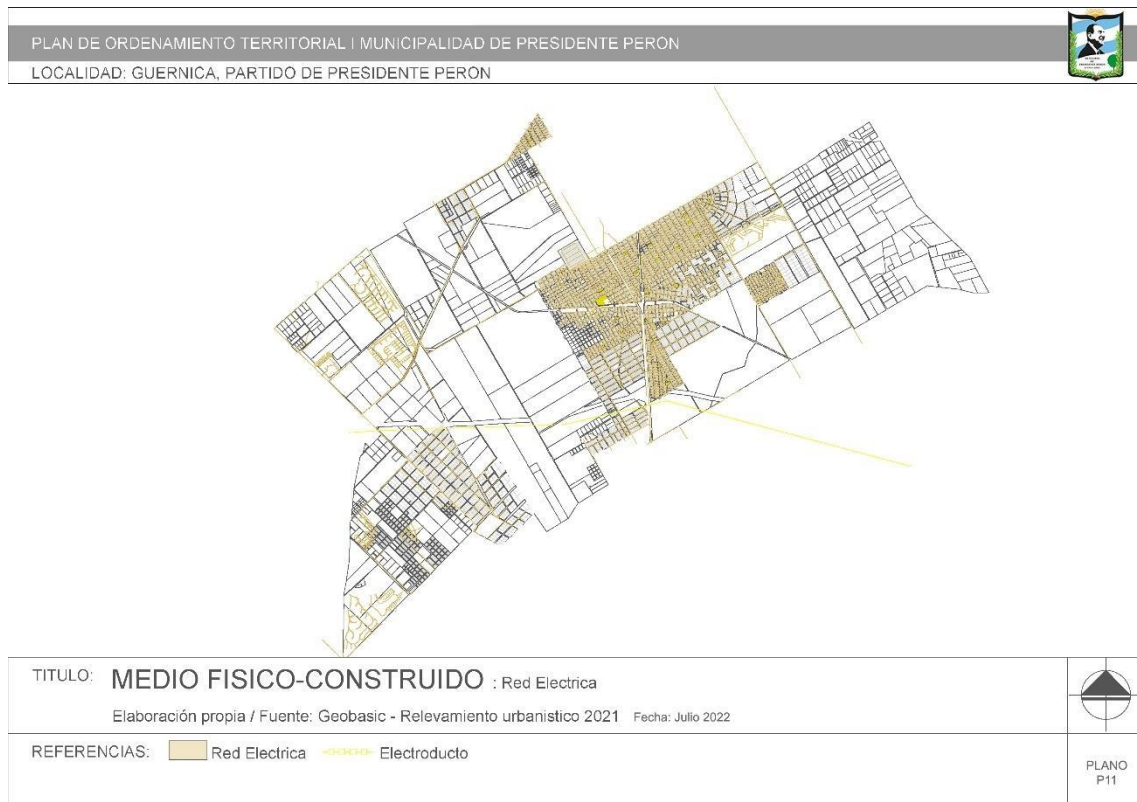 PLAN DE ORDENAMIENTO TERRITORIAL I MUNICIPALIDAD DE PRESIDENTE PERON
LOCALIDAD: GUERNICA, PARTIDO DE PRESIDENTE PERON
TITULO: MEDIO FISICO-CONSTRUIDO : Red Electrica
Elaboración propia / Fuente: Geobasic - Relevamiento urbanistico 2021 Fecha: Julio 2022
REFERENCIAS: Red Electrica Electroducto
PLANO
P11